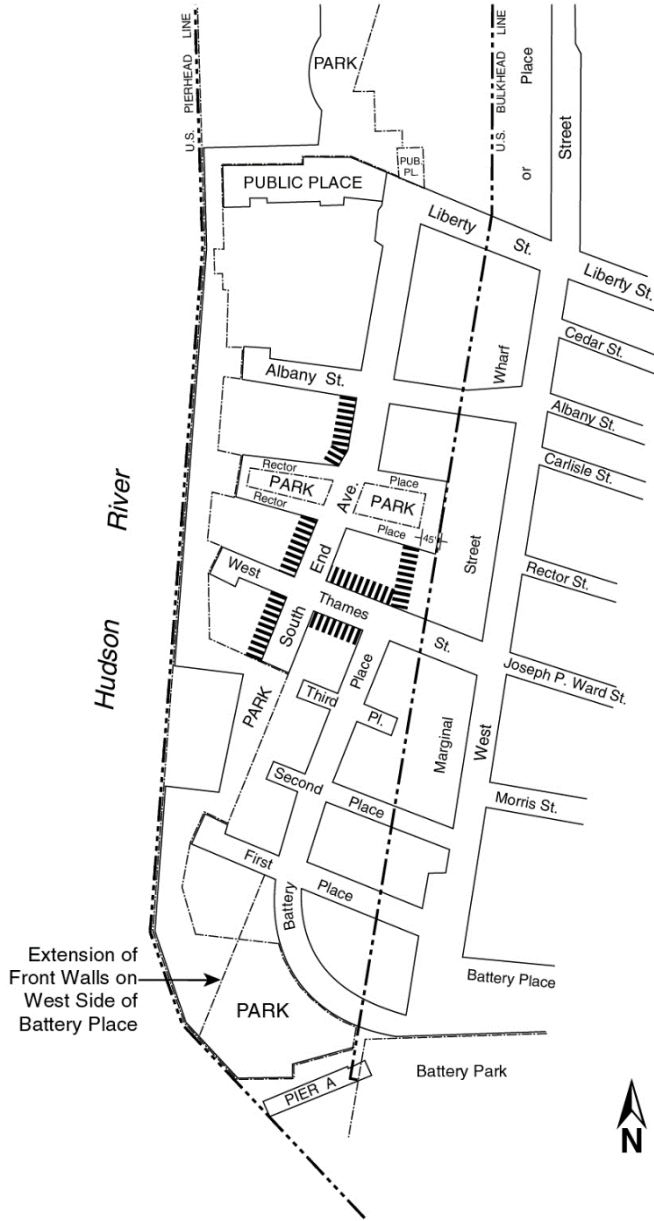 U.S. PIERHEAD LINE
PARK
U.S. BULKHEAD LINE
Place
or
Street
PUB.
PL.
PUBLIC PLACE
Liberty St.
Liberty St.
Cedar St.
Wharf
Albany St.
Albany St.
Carlisle St.
Rector Place
PARK
Ave.
PARK
Rector Place
45'
River
Hudson
End
Street
Rector St.
West Thames St.
South
Joseph P. Ward St.
Place
Third Pl.
PARK
Marginal
West
Second Place
Morris St.
First Place
Battery
Extension of
Front Walls on
West Side of
Battery Place
Battery Place
PARK
Battery Park
PIER A
N